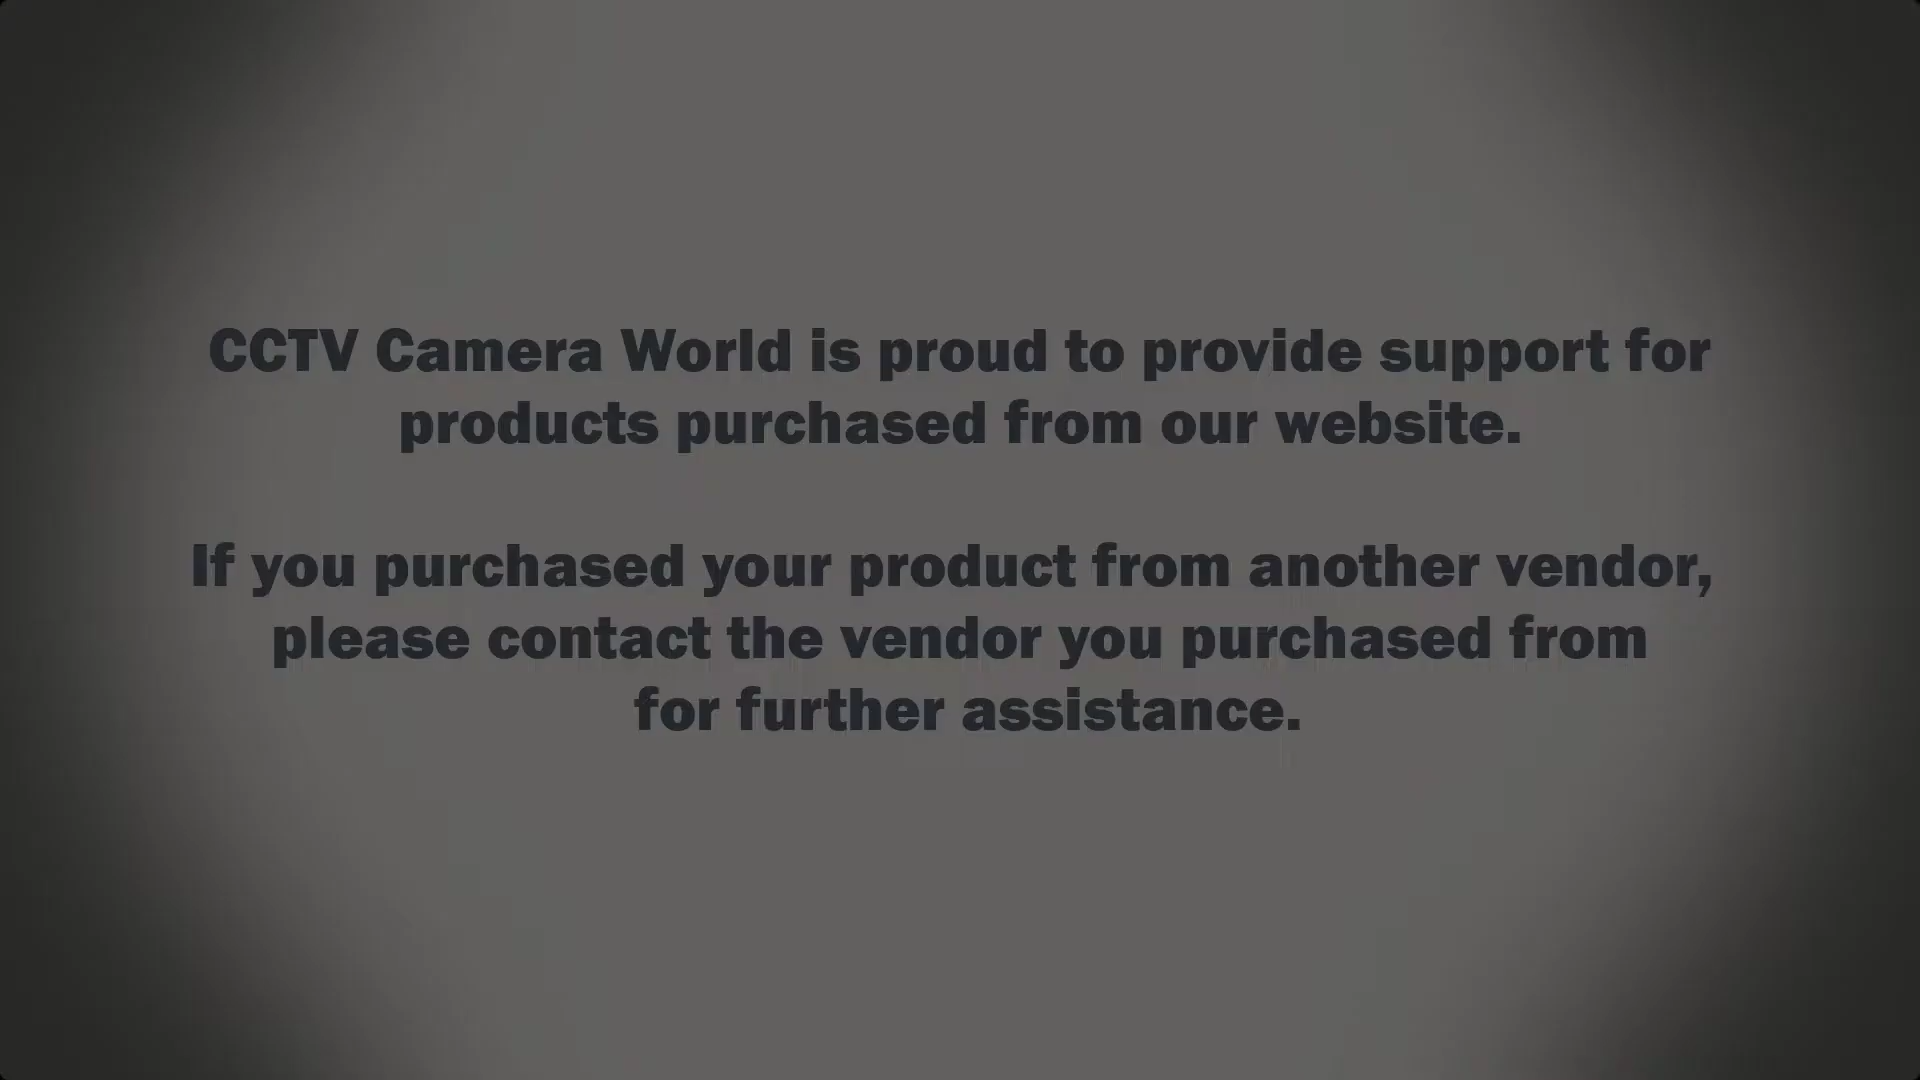 CCTV Camera World is proud to provide support for
products purchased from our website.
If you purchased your product from another vendor,
please contact the vendor you purchased from
for further assistance.